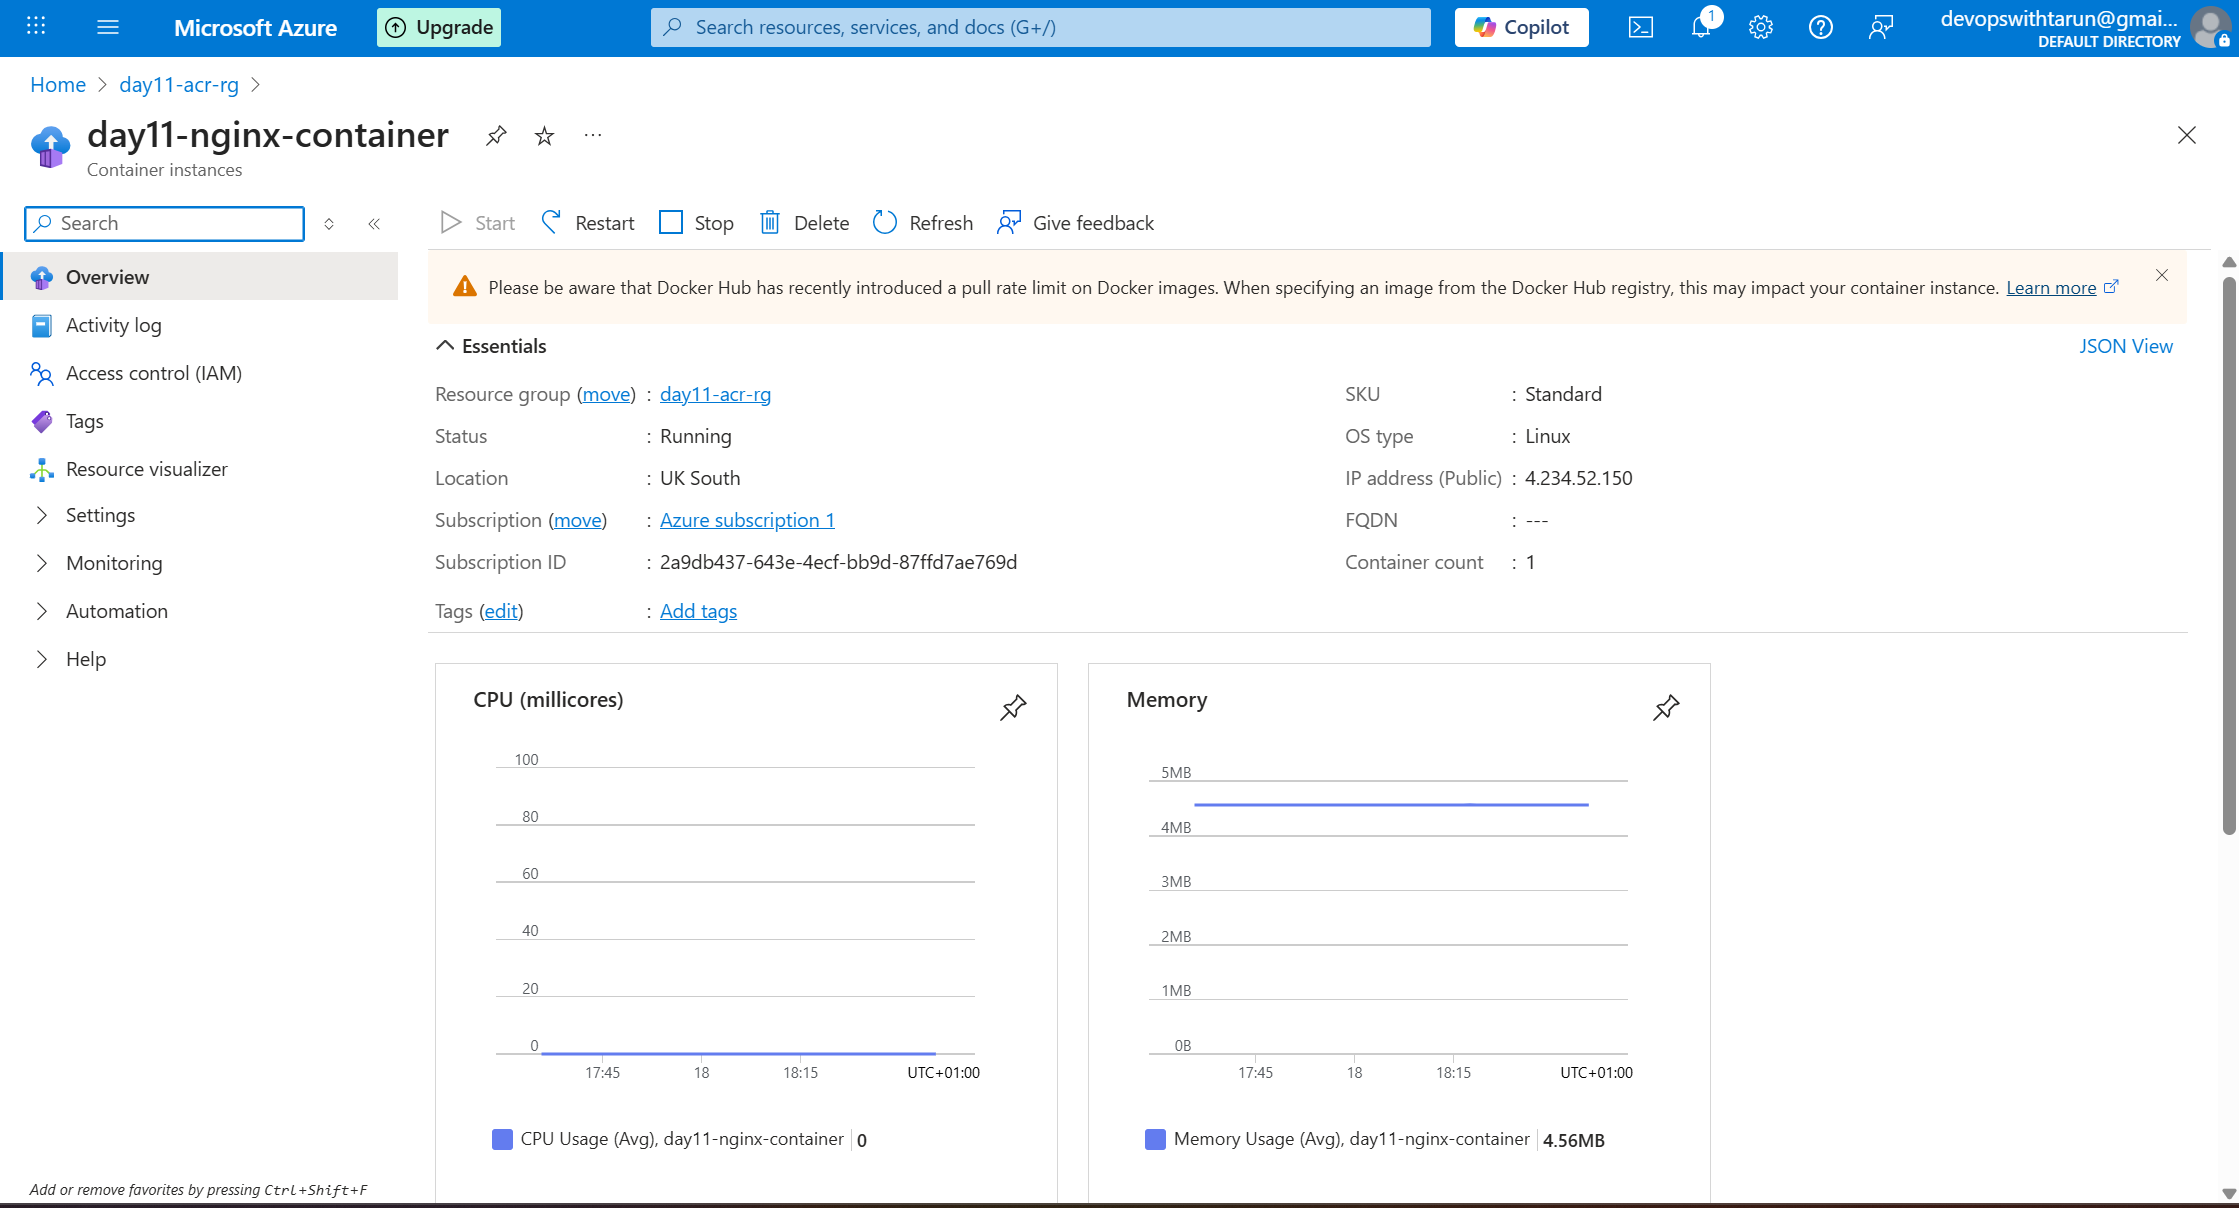 Microsoft Azure
Upgrade
Search resources, services, and docs (G+/)
Copilot
1
devopswithtarun@gmai...
DEFAULT DIRECTORY
Home > day11-acr-rg >
day11-nginx-container
Container instances
Search
Start
Restart
Stop
Delete
Refresh
Give feedback
Overview
Activity log
Access control (IAM)
Tags
Resource visualizer
Settings
Monitoring
Automation
Help
Please be aware that Docker Hub has recently introduced a pull rate limit on Docker images. When specifying an image from the Docker Hub registry, this may impact your container instance. Learn more
Essentials
JSON View
Resource group (move) : day11-acr-rg
Status : Running
Location : UK South
Subscription (move) : Azure subscription 1
Subscription ID : 2a9db437-643e-4ecf-bb9d-87ffd7ae769d
Tags (edit) : Add tags
SKU : Standard
OS type : Linux
IP address (Public) : 4.234.52.150
FQDN : ---
Container count : 1
CPU (millicores)
100
80
60
40
20
0
17:45 18 18:15 UTC+01:00
CPU Usage (Avg), day11-nginx-container 0
Memory
5MB
4MB
3MB
2MB
1MB
0B
17:45 18 18:15 UTC+01:00
Memory Usage (Avg), day11-nginx-container 4.56MB
Add or remove favorites by pressing Ctrl+Shift+F